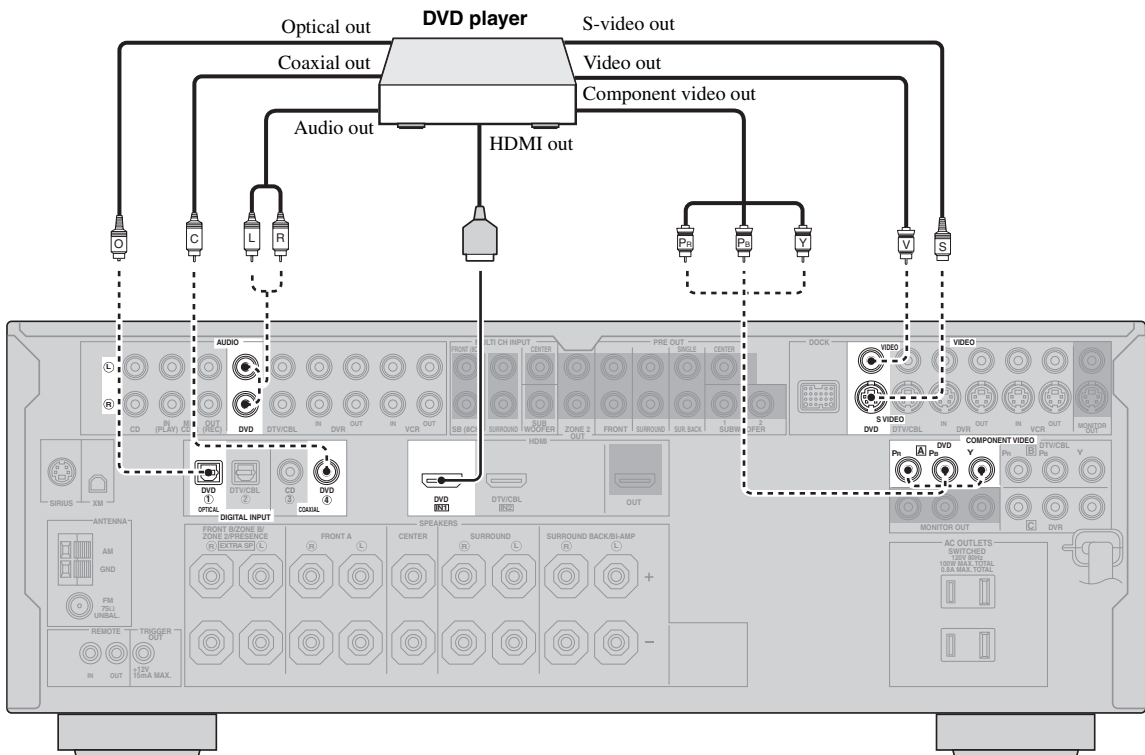 DVD player
Optical out
S-video out
Coaxial out
Video out
Component video out
Audio out
HDMI out
O
C
L
R
PR
PB
Y
V
S
AUDIO
MULTI CH INPUT
PRE OUT
DOCK
VIDEO
VIDEO
CENTER
SINGLE
CENTER
L
R
CD
IN
(PLAY)
OUT
(REC)
DVD
DTV/CBL
IN
DVR
OUT
IN
VCR
OUT
SURROUND
SUB
WOOFER
ZONE 2
OUT
FRONT
SURROUND
SUR. BACK
1
2
S VIDEO
DVD
DTV/CBL
IN
DVR
OUT
IN
VCR
OUT
MONITOR
OUT
HDMI
COMPONENT VIDEO
PR
A
DVD
PB
Y
PR
B
DTV/CBL
PB
Y
SIRIUS
XM
DVD
1
OPTICAL
DTV/CBL
2
CD
3
COAXIAL
DVD
4
DIGITAL INPUT
DVD
IN1
DTV/CBL
IN2
OUT
MONITOR OUT
C
DVR
ANTENNA
AM
GND
FM
75Ω
UNBAL.
SPEAKERS
FRONT B/ZONE B/
ZONE 2/PRESENCE
R
EXTRA SP
L
FRONT A
R
L
CENTER
SURROUND
R
L
SURROUND BACK/BI-AMP
R
L
+
–
AC OUTLETS
SWITCHED
100W MAX. TOTAL
0.8A MAX. TOTAL
REMOTE
IN
OUT
TRIGGER
OUT
+12V
15mA MAX.